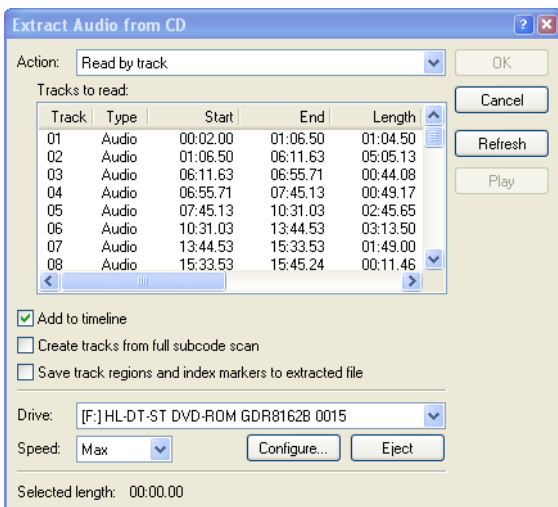 Extract Audio from CD
Action: Read by track OK
Tracks to read: Cancel
Track Type Start End Length
01 Audio 00:02.00 01:06.50 01:04.50 Refresh
02 Audio 01:06.50 06:11.63 05:05.13
03 Audio 06:11.63 06:55.71 00:44.08 Play
04 Audio 06:55.71 07:45.13 00:49.17
05 Audio 07:45.13 10:31.03 02:45.65
06 Audio 10:31.03 13:44.53 03:13.50
07 Audio 13:44.53 15:33.53 01:49.00
08 Audio 15:33.53 15:45.24 00:11.46
Add to timeline
Create tracks from full subcode scan
Save track regions and index markers to extracted file
Drive: [F:] HL-DT-ST DVD-ROM GDR8162B 0015
Speed: Max Configure... Eject
Selected length: 00:00.00